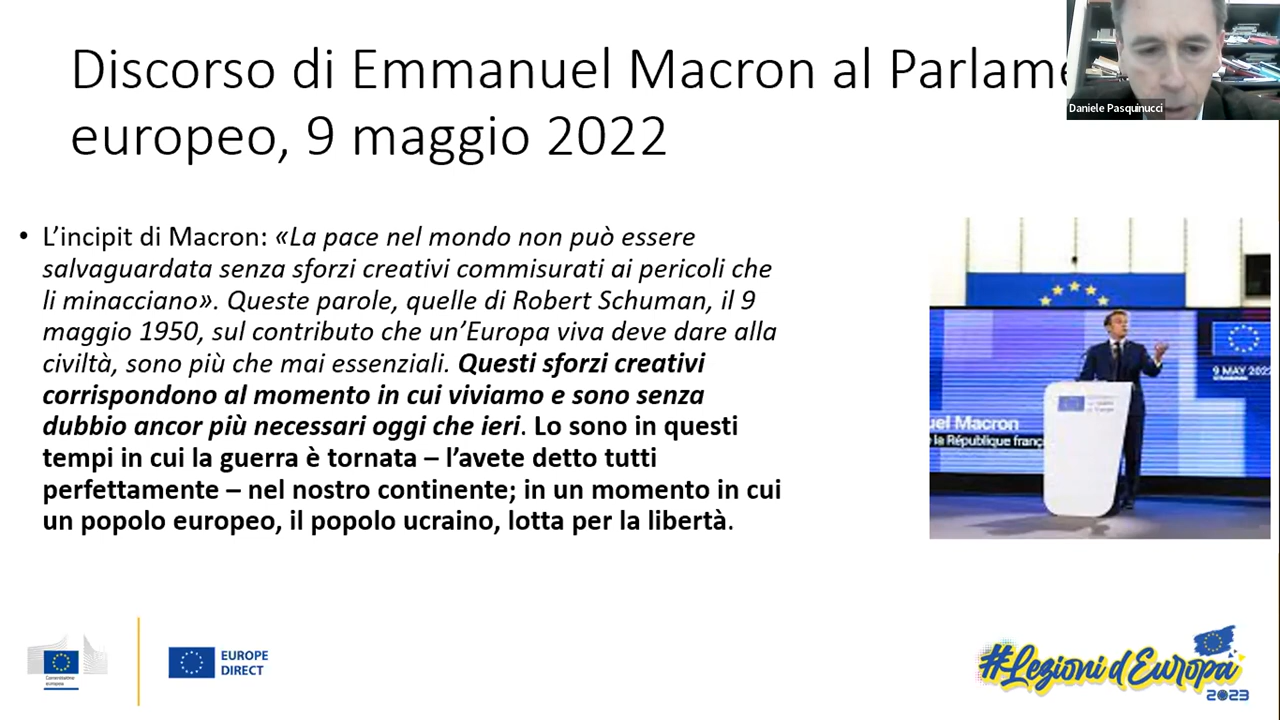 Discorso di Emmanuel Macron al Parlame
europeo, 9 maggio 2022
Daniele Pasquinucci
• L’incipit di Macron: «La pace nel mondo non può essere
salvaguardata senza sforzi creativi commisurati ai pericoli che
li minacciano». Queste parole, quelle di Robert Schuman, il 9
maggio 1950, sul contributo che un’Europa viva deve dare alla
civiltà, sono più che mai essenziali. Questi sforzi creativi
corrispondono al momento in cui viviamo e sono senza
dubbio ancor più necessari oggi che ieri. Lo sono in questi
tempi in cui la guerra è tornata – l’avete detto tutti
perfettamente – nel nostro continente; in un momento in cui
un popolo europeo, il popolo ucraino, lotta per la libertà.
9 MAY 2022
uel Macron
la République franç
EUROPE
DIRECT
#Lezioni d'Europa
2023